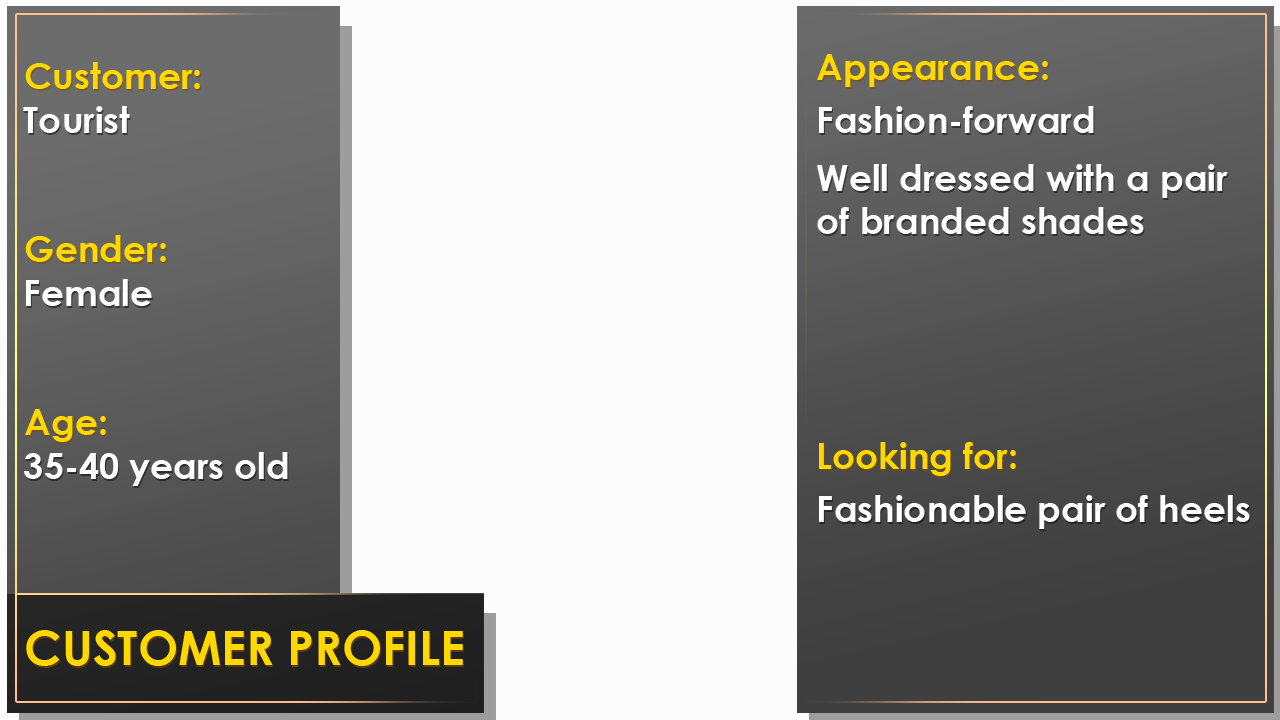 Customer:
Tourist
Gender:
Female
Age:
35-40 years old
CUSTOMER PROFILE
Appearance:
Fashion-forward
Well dressed with a pair
of branded shades
Looking for:
Fashionable pair of heels